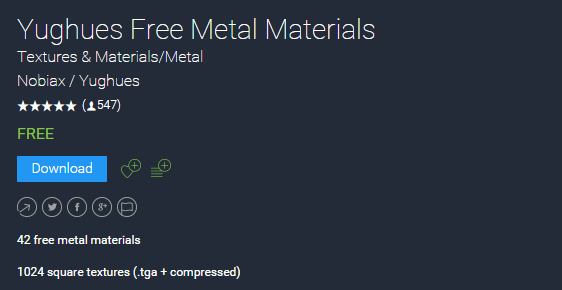 Yughues Free Metal Materials
Textures & Materials/Metal
Nobiax / Yughues
★★★★★ (547)
FREE
Download
42 free metal materials
1024 square textures (.tga + compressed)